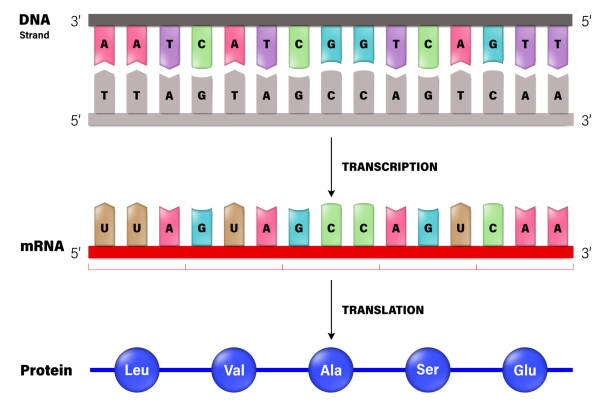 DNA 3' 5'
Strand
A A T C A T C G G T C A G T T
T T A G T A G C C A G T C A A
5' 3'
TRANSCRIPTION
U U A G U A G C C A G U C A A
mRNA 5' 3'
TRANSLATION
Protein Leu Val Ala Ser Glu